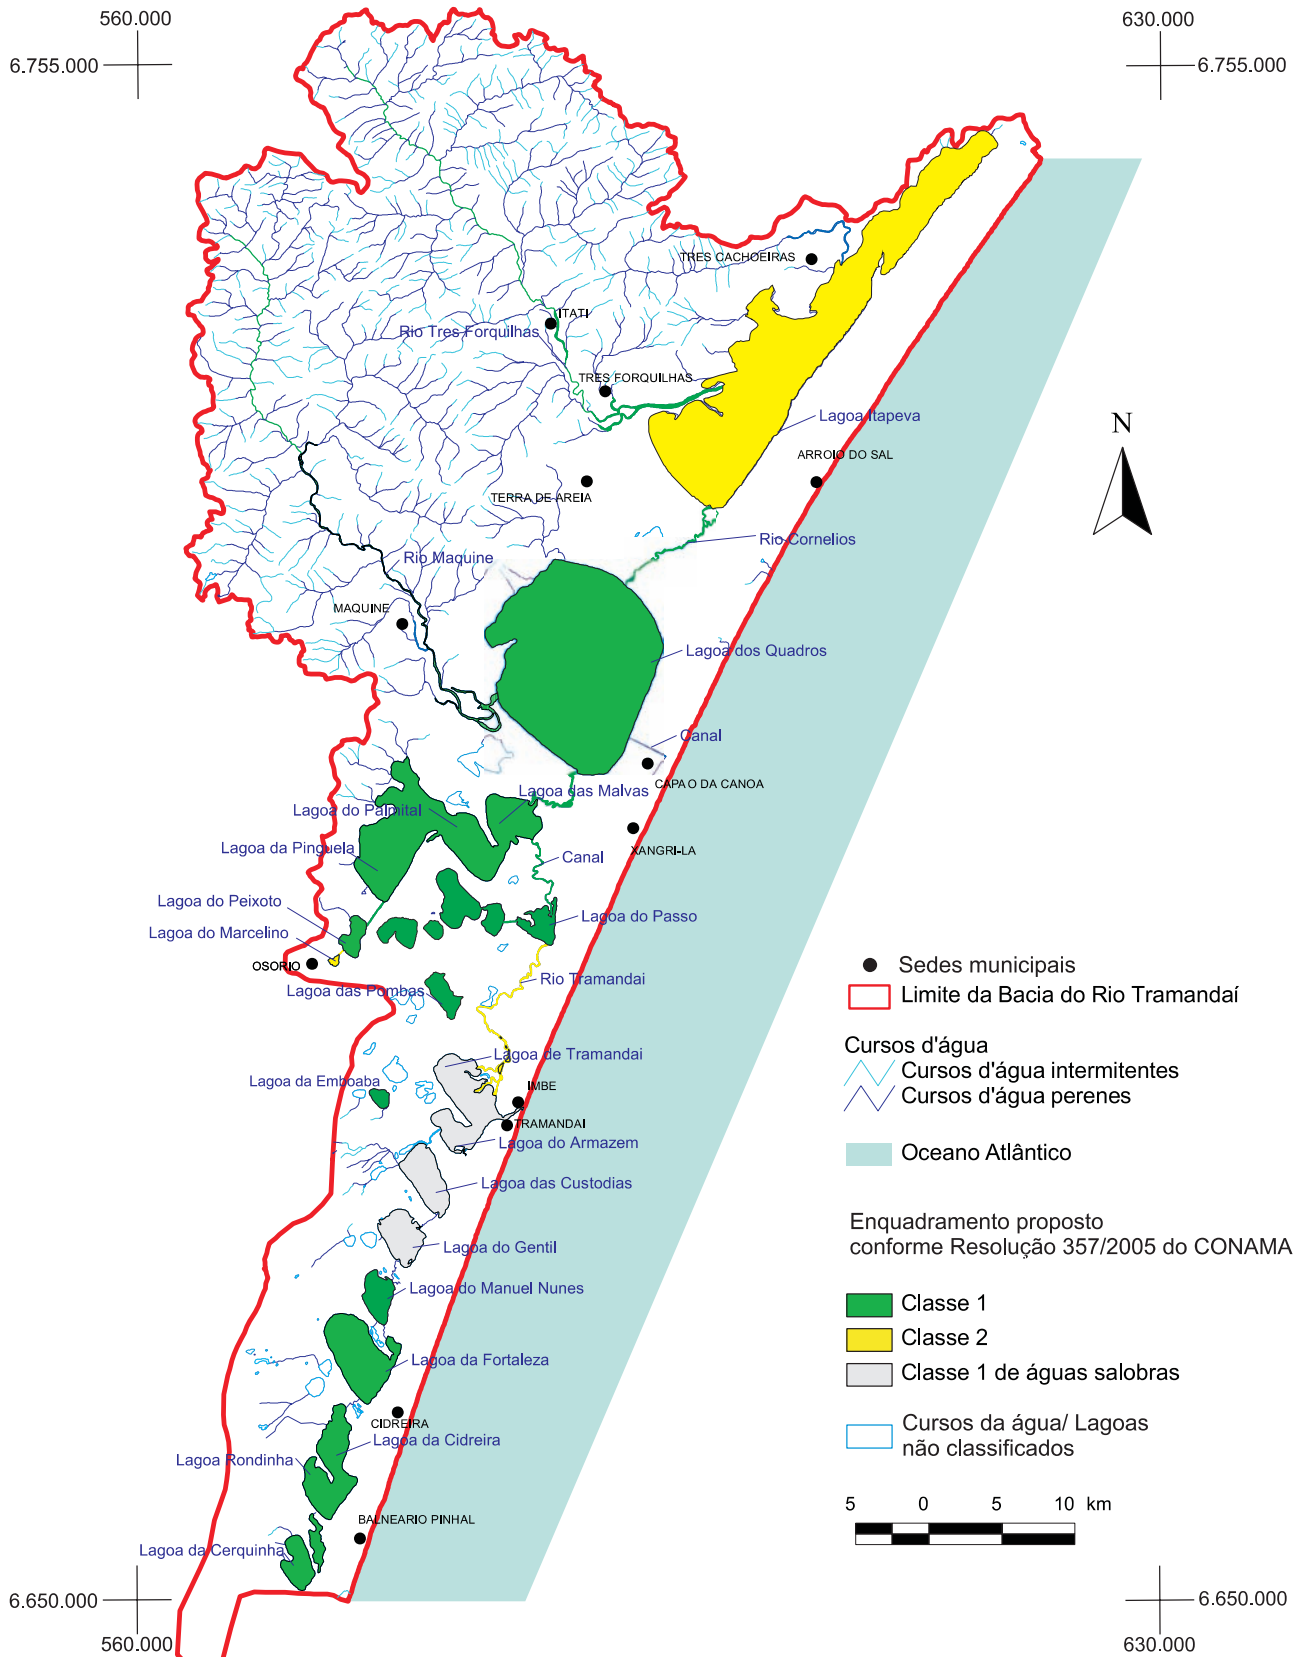 560.000
630.000
6.755.000
6.755.000
TRES CACHOEIRAS
ITATI
Rio Tres Forquilhas
TRES FORQUILHAS
Lagoa Itapeva
N
ARROIO DO SAL
TERRA DE AREIA
Rio Cornelios
Rio Maquine
MAQUINE
Lagoa dos Quadros
Canal
CAPAO DA CANOA
Lagoa das Malvas
Lagoa do Palmital
XANGRI-LA
Lagoa da Pinguela
Canal
Lagoa do Peixoto
Lagoa do Passo
Lagoa do Marcelino
OSORIO
Rio Tramandai
Lagoa das Pombas
Lagoa de Tramandai
Lagoa da Emboaba
IMBE
TRAMANDAI
Lagoa do Armazem
Lagoa das Custodias
Lagoa do Gentil
Lagoa do Manuel Nunes
Lagoa da Fortaleza
CIDREIRA
Lagoa da Cidreira
Lagoa Rondinha
BALNEARIO PINHAL
Lagoa da Cerquinha
Sedes municipais
Limite da Bacia do Rio Tramandaí
Cursos d'água
Cursos d'água intermitentes
Cursos d'água perenes
Oceano Atlântico
Enquadramento proposto
conforme Resolução 357/2005 do CONAMA
Classe 1
Classe 2
Classe 1 de águas salobras
Cursos da água/ Lagoas
não classificados
5 0 5 10 km
6.650.000
6.650.000
560.000
630.000